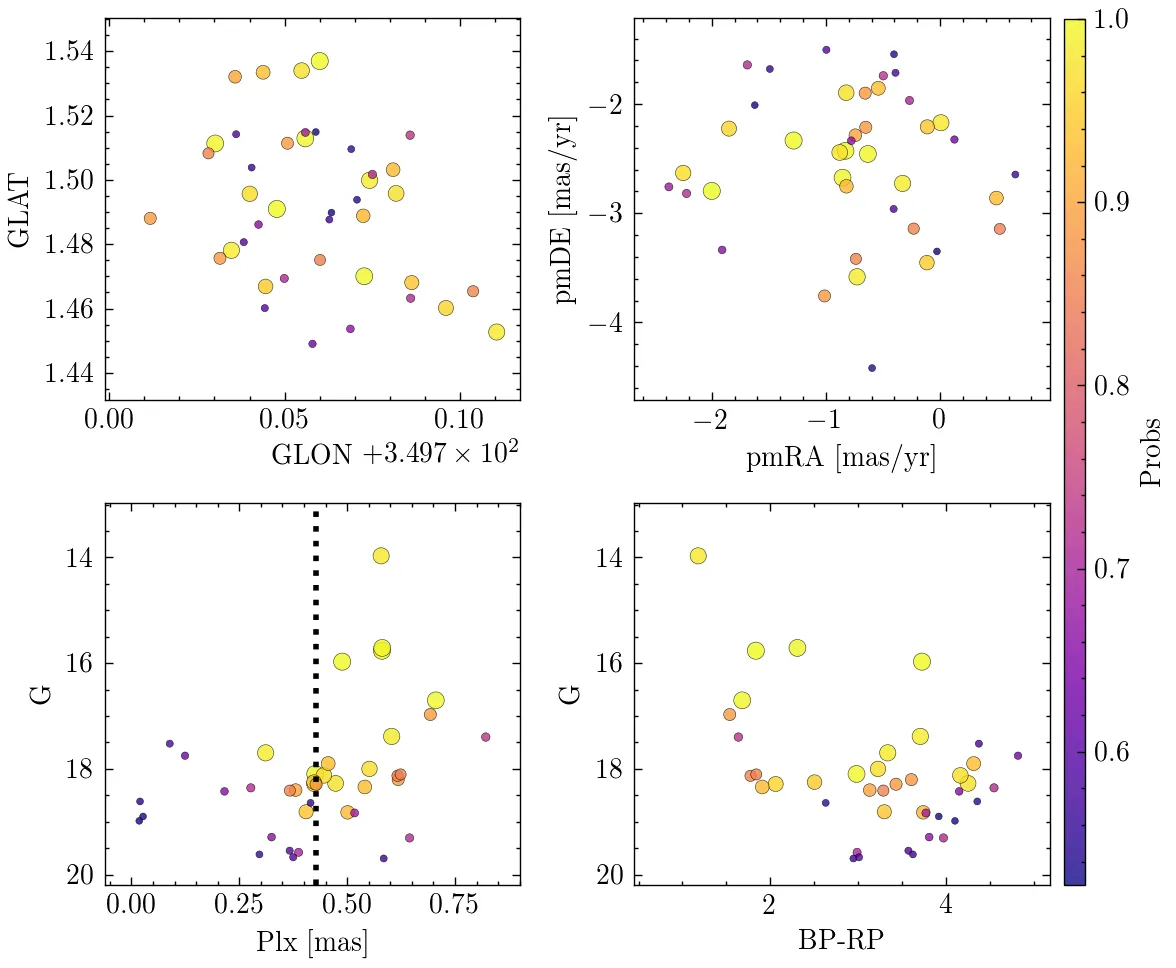 1.54
1.52
1.50
1.48
1.46
1.44
GLAT
0.00 0.05 0.10
GLON +3.497 × 10²
−2
−3
−4
pmDE [mas/yr]
−2 −1 0
pmRA [mas/yr]
14
16
18
20
G
0.00 0.25 0.50 0.75
Plx [mas]
14
16
18
20
G
2 4
BP-RP
1.0
0.9
0.8
0.7
0.6
Probs